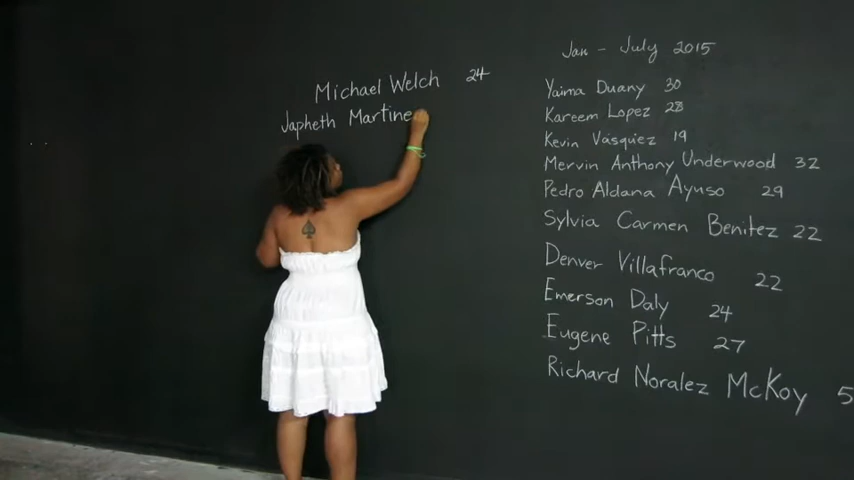 Michael Welch 24
Japheth Martine
Jan - July 2015
Yaima Duany 30
Kareem Lopez 28
Kevin Vasquez 19
Mervin Anthony Underwood 32
Pedro Aldana Ayuso 29
Sylvia Carmen Benitez 22
Denver Villafranco 22
Emerson Daly 24
Eugene Pitts 27
Richard Noralez McKoy 5